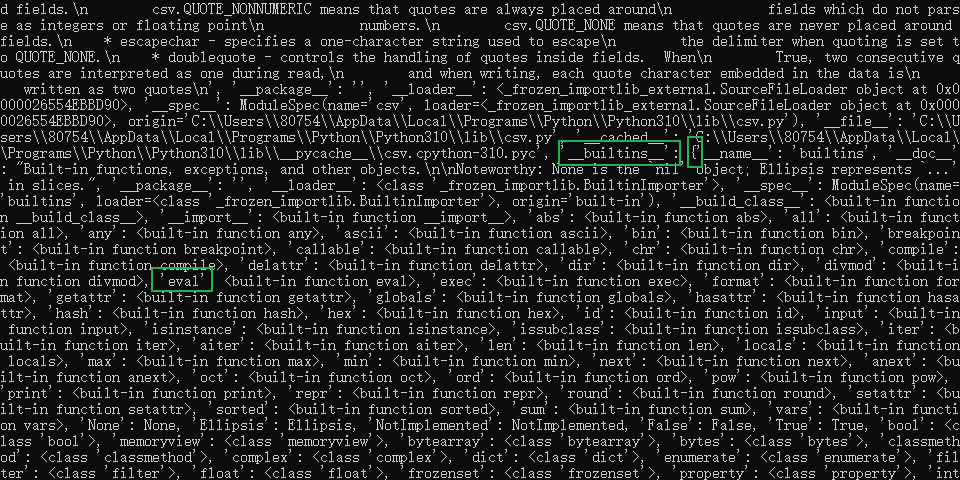 d fields.\n        csv.QUOTE_NONNUMERIC means that quotes are always placed around\n            fields which do not pars
e as integers or floating point\n            numbers.\n        csv.QUOTE_NONE means that quotes are never placed around
fields.\n    * escapechar - specifies a one-character string used to escape\n        the delimiter when quoting is set t
o QUOTE_NONE.\n    * doublequote - controls the handling of quotes inside fields.  When\n        True, two consecutive q
uotes are interpreted as one during read,\n        and when writing, each quote character embedded in the data is\n
   written as two quotes\n', '__package__': '', '__loader__': <_frozen_importlib_external.SourceFileLoader object at 0x0
000026554EBBD90>, '__spec__': ModuleSpec(name='csv', loader=<_frozen_importlib_external.SourceFileLoader object at 0x000
0026554EBBD90>, origin='C:\\Users\\80754\\AppData\\Local\\Programs\\Python\\Python310\\lib\\csv.py'), '__file__': 'C:\\U
sers\\80754\\AppData\\Local\\Programs\\Python\\Python310\\lib\\csv.py', '__cached__': 'C:\\Users\\80754\\AppData\\Local\
\Programs\\Python\\Python310\\lib\\__pycache__\\csv.cpython-310.pyc', '__builtins__': {'__name__': 'builtins', '__doc__'
: "Built-in functions, exceptions, and other objects.\n\nNoteworthy: None is the `nil' object; Ellipsis represents `...'
 in slices.", '__package__': '', '__loader__': <class '_frozen_importlib.BuiltinImporter'>, '__spec__': ModuleSpec(name=
'builtins', loader=<class '_frozen_importlib.BuiltinImporter'>, origin='built-in'), '__build_class__': <built-in functio
n __build_class__>, '__import__': <built-in function __import__>, 'abs': <built-in function abs>, 'all': <built-in funct
ion all>, 'any': <built-in function any>, 'ascii': <built-in function ascii>, 'bin': <built-in function bin>, 'breakpoin
t': <built-in function breakpoint>, 'callable': <built-in function callable>, 'chr': <built-in function chr>, 'compile':
 <built-in function compile>, 'delattr': <built-in function delattr>, 'dir': <built-in function dir>, 'divmod': <built-i
n function divmod>, 'eval': <built-in function eval>, 'exec': <built-in function exec>, 'format': <built-in function for
mat>, 'getattr': <built-in function getattr>, 'globals': <built-in function globals>, 'hasattr': <built-in function hasa
ttr>, 'hash': <built-in function hash>, 'hex': <built-in function hex>, 'id': <built-in function id>, 'input': <built-in
 function input>, 'isinstance': <built-in function isinstance>, 'issubclass': <built-in function issubclass>, 'iter': <b
uilt-in function iter>, 'aiter': <built-in function aiter>, 'len': <built-in function len>, 'locals': <built-in function
 locals>, 'max': <built-in function max>, 'min': <built-in function min>, 'next': <built-in function next>, 'anext': <bu
ilt-in function anext>, 'oct': <built-in function oct>, 'ord': <built-in function ord>, 'pow': <built-in function pow>,
'print': <built-in function print>, 'repr': <built-in function repr>, 'round': <built-in function round>, 'setattr': <bu
ilt-in function setattr>, 'sorted': <built-in function sorted>, 'sum': <built-in function sum>, 'vars': <built-in functi
on vars>, 'None': None, 'Ellipsis': Ellipsis, 'NotImplemented': NotImplemented, 'False': False, 'True': True, 'bool': <c
lass 'bool'>, 'memoryview': <class 'memoryview'>, 'bytearray': <class 'bytearray'>, 'bytes': <class 'bytes'>, 'classmeth
od': <class 'classmethod'>, 'complex': <class 'complex'>, 'dict': <class 'dict'>, 'enumerate': <class 'enumerate'>, 'fil
ter': <class 'filter'>, 'float': <class 'float'>, 'frozenset': <class 'frozenset'>, 'property': <class 'property'>, 'int